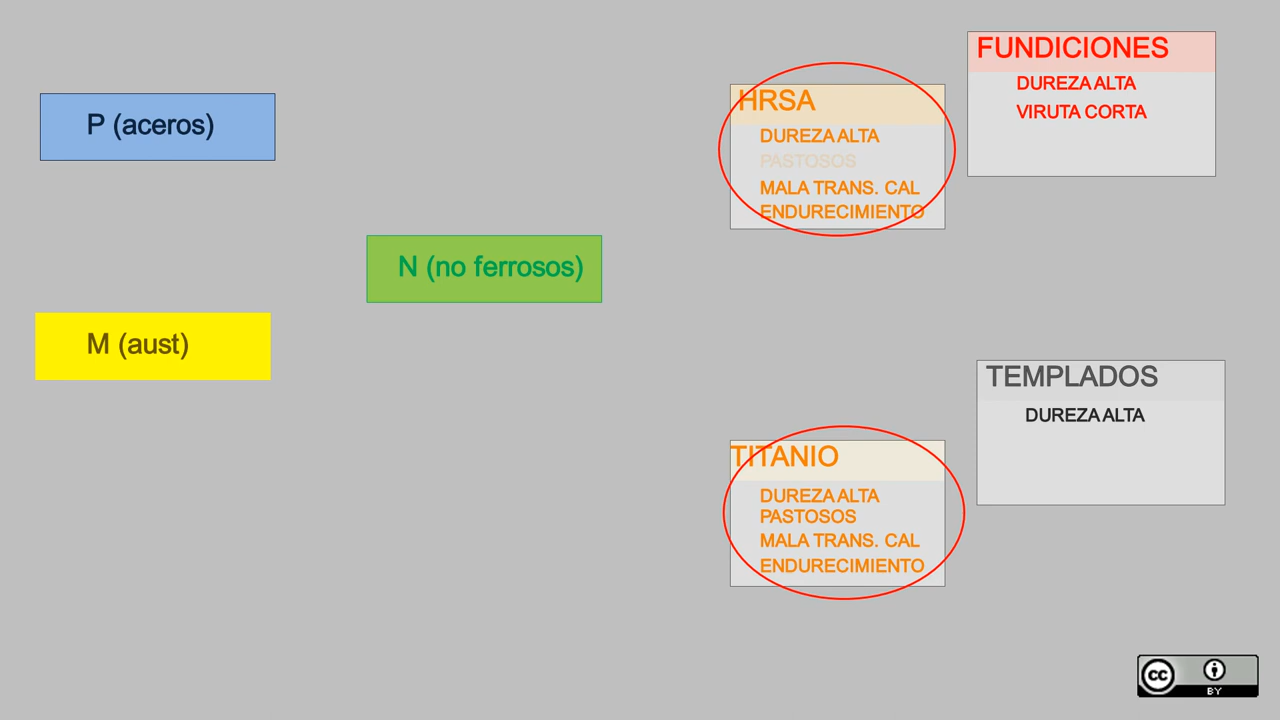 P (aceros)
N (no ferrosos)
M (aust)
HRSA
DUREZA ALTA
PASTOSOS
MALA TRANS. CAL
ENDURECIMIENTO
FUNDICIONES
DUREZA ALTA
VIRUTA CORTA
TITANIO
DUREZA ALTA
PASTOSOS
MALA TRANS. CAL
ENDURECIMIENTO
TEMPLADOS
DUREZA ALTA
cc
BY